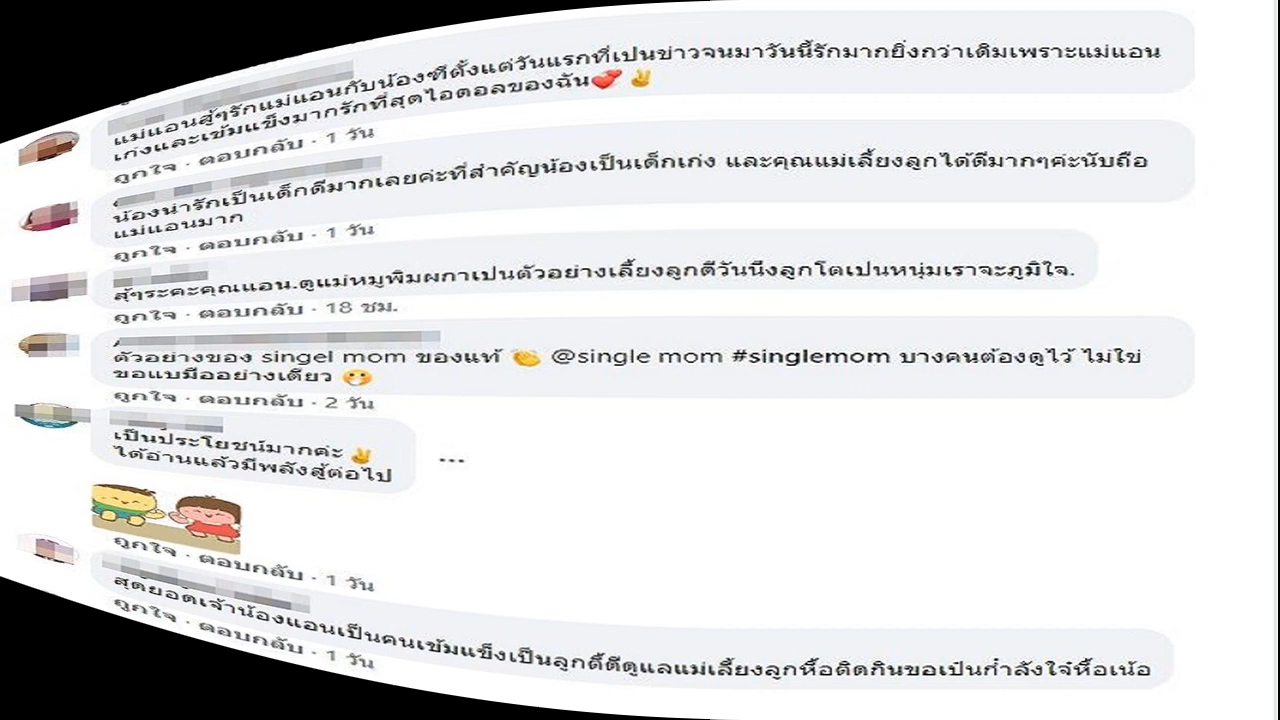 แม่แอนสู้ๆรักแม่แอนกับน้องฑีตั้งแต่วันแรกที่เปนข่าวจนมาวันนี้รักมากยิ่งกว่าเดิมเพราะแม่แอน
เก่งและเข้มแข็งมากรักที่สุดไอดอลของฉัน💕✌️
ถูกใจ · ตอบกลับ · 1 วัน
น้องน่ารักเป็นเด็กดีมากเลยค่ะที่สำคัญน้องเป็นเด็กเก่ง และคุณแม่เลี้ยงลูกได้ดีมากๆค่ะนับถือ
แม่แอนมาก
ถูกใจ · ตอบกลับ · 1 วัน
สู้ๆระคะคุณแอน.ดูแม่หมูพิมผกาเปนตัวอย่างเลี้ยงลูกดีวันนึงลูกโตเปนหนุ่มเราจะภูมิใจ.
ถูกใจ · ตอบกลับ · 18 ชม.
ตัวอย่างของ singel mom ของแท้ 👏 @single mom #singlemom บางคนต้องดูไว้ ไม่ใข่
ขอแบมืออย่างเดียว 🤭
ถูกใจ · ตอบกลับ · 2 วัน
เป็นประโยชน์มากค่ะ ✌️
ได้อ่านแล้วมีพลังสู้ต่อไป
ถูกใจ · ตอบกลับ · 1 วัน
สุดยอดเจ้าน้องแอนเป็นคนเข้มแข็งเป็นลูกดี้ดีดูแลแม่เลี้ยงลูกหื้อติดกินขอเป๋นก๋ำลังใจ๋หื้อเน้อ
ถูกใจ · ตอบกลับ · 1 วัน